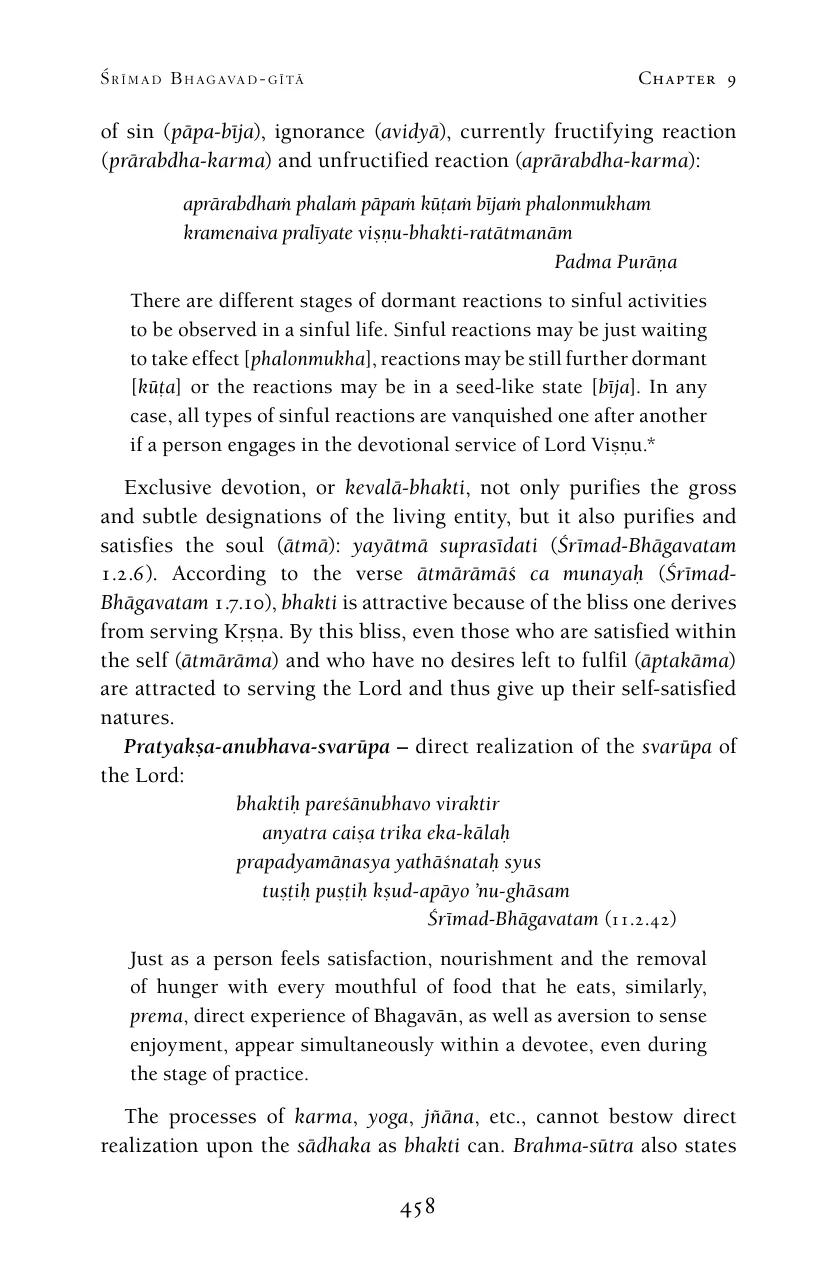 Śrīmad Bhagavad-gītā Chapter 9
of sin (pāpa-bīja), ignorance (avidyā), currently fructifying reaction
(prārabdha-karma) and unfructified reaction (aprārabdha-karma):
aprārabdhaṁ phalaṁ pāpaṁ kūṭaṁ bījaṁ phalonmukham
kramenaiva pralīyate viṣṇu-bhakti-ratātmanām
Padma Purāṇa
There are different stages of dormant reactions to sinful activities
to be observed in a sinful life. Sinful reactions may be just waiting
to take effect [phalonmukha], reactions may be still further dormant
[kūṭa] or the reactions may be in a seed-like state [bīja]. In any
case, all types of sinful reactions are vanquished one after another
if a person engages in the devotional service of Lord Viṣṇu.*
Exclusive devotion, or kevalā-bhakti, not only purifies the gross
and subtle designations of the living entity, but it also purifies and
satisfies the soul (ātmā): yayātmā suprasīdati (Śrīmad-Bhāgavatam
1.2.6). According to the verse ātmārāmāś ca munayaḥ (Śrīmad-
Bhāgavatam 1.7.10), bhakti is attractive because of the bliss one derives
from serving Kṛṣṇa. By this bliss, even those who are satisfied within
the self (ātmārāma) and who have no desires left to fulfil (āptakāma)
are attracted to serving the Lord and thus give up their self-satisfied
natures.
Pratyakṣa-anubhava-svarūpa – direct realization of the svarūpa of
the Lord:
bhaktiḥ pareśānubhavo viraktir
anyatra caiṣa trika eka-kālaḥ
prapadyamānasya yathāśnataḥ syus
tuṣṭiḥ puṣṭiḥ kṣud-apāyo ’nu-ghāsam
Śrīmad-Bhāgavatam (11.2.42)
Just as a person feels satisfaction, nourishment and the removal
of hunger with every mouthful of food that he eats, similarly,
prema, direct experience of Bhagavān, as well as aversion to sense
enjoyment, appear simultaneously within a devotee, even during
the stage of practice.
The processes of karma, yoga, jñāna, etc., cannot bestow direct
realization upon the sādhaka as bhakti can. Brahma-sūtra also states
458